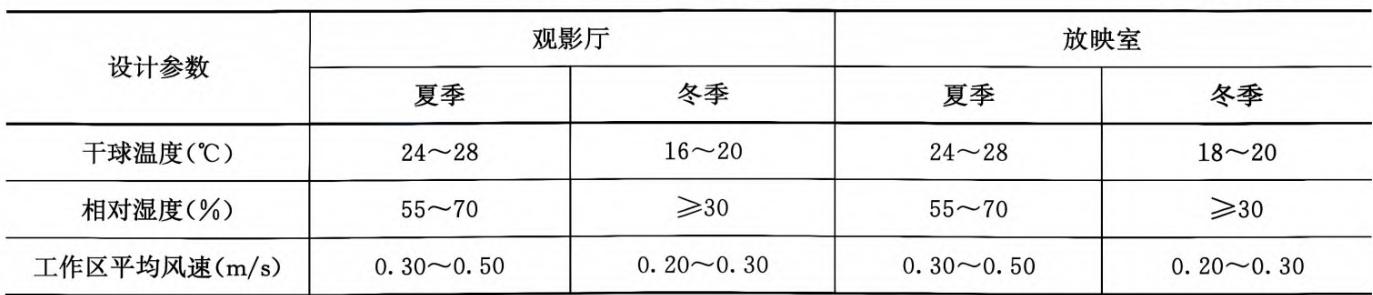 设计参数 观影厅 放映室
夏季 冬季 夏季 冬季
干球温度(℃) 24～28 16～20 24～28 18～20
相对湿度(%) 55～70 ≥30 55～70 ≥30
工作区平均风速(m/s) 0.30～0.50 0.20～0.30 0.30～0.50 0.20～0.30